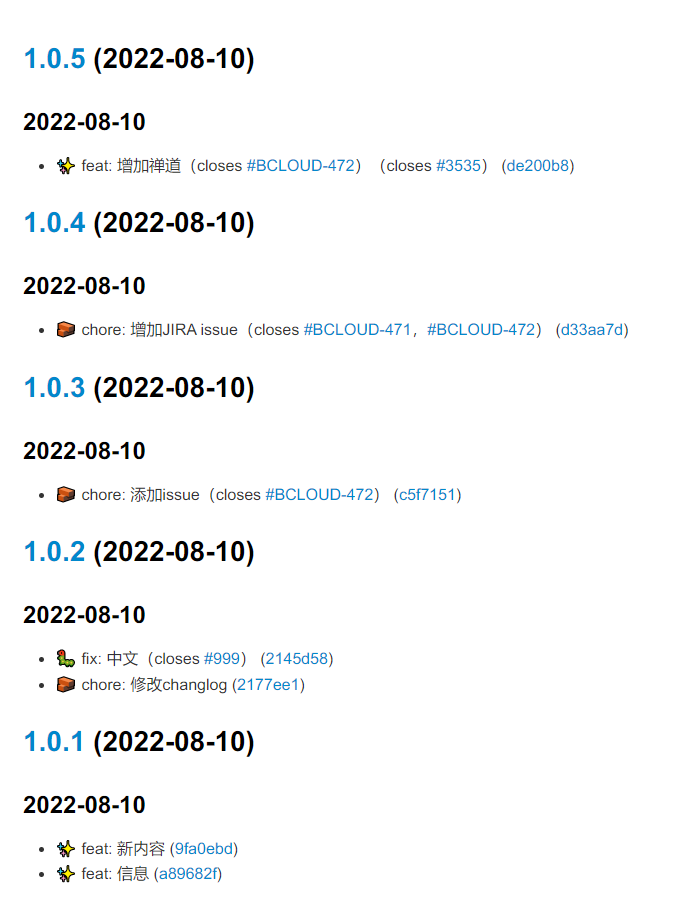 1.0.5 (2022-08-10)
2022-08-10
feat: 增加禅道（closes #BCLOUD-472）（closes #3535） (de200b8)
1.0.4 (2022-08-10)
2022-08-10
chore: 增加JIRA issue（closes #BCLOUD-471，#BCLOUD-472） (d33aa7d)
1.0.3 (2022-08-10)
2022-08-10
chore: 添加issue（closes #BCLOUD-472） (c5f7151)
1.0.2 (2022-08-10)
2022-08-10
fix: 中文（closes #999） (2145d58)
chore: 修改changlog (2177ee1)
1.0.1 (2022-08-10)
2022-08-10
feat: 新内容 (9fa0ebd)
feat: 信息 (a89682f)